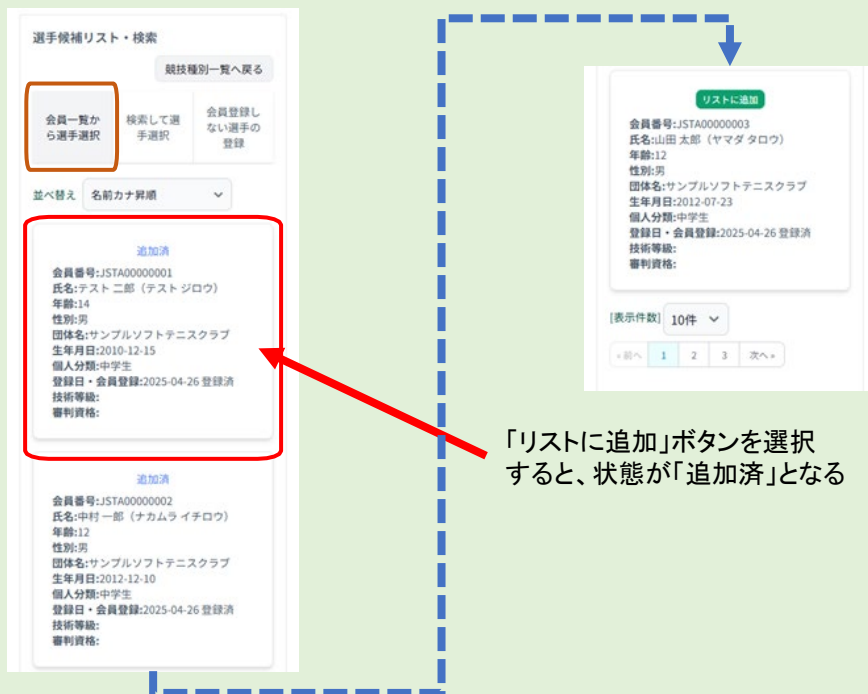 選手候補リスト・検索
競技種別一覧へ戻る
会員一覧か
ら選手選択
検索して選
手選択
会員登録し
ない選手の
登録
並べ替え 名前カナ昇順
追加済
会員番号:JSTA00000001
氏名:テスト 二郎（テスト ジロウ）
年齢:14
性別:男
団体名:サンプルソフトテニスクラブ
生年月日:2010-12-15
個人分類:中学生
登録日・会員登録:2025-04-26 登録済
技術等級:
審判資格:
追加済
会員番号:JSTA00000002
氏名:中村 一郎（ナカムラ イチロウ）
年齢:12
性別:男
団体名:サンプルソフトテニスクラブ
生年月日:2012-12-10
個人分類:中学生
登録日・会員登録:2025-04-26 登録済
技術等級:
審判資格:
リストに追加
会員番号:JSTA00000003
氏名:山田 太郎（ヤマダ タロウ）
年齢:12
性別:男
団体名:サンプルソフトテニスクラブ
生年月日:2012-07-23
個人分類:中学生
登録日・会員登録:2025-04-26 登録済
技術等級:
審判資格:
[表示件数] 10件
« 前へ 1 2 3 次へ »
「リストに追加」ボタンを選択
すると、状態が「追加済」となる